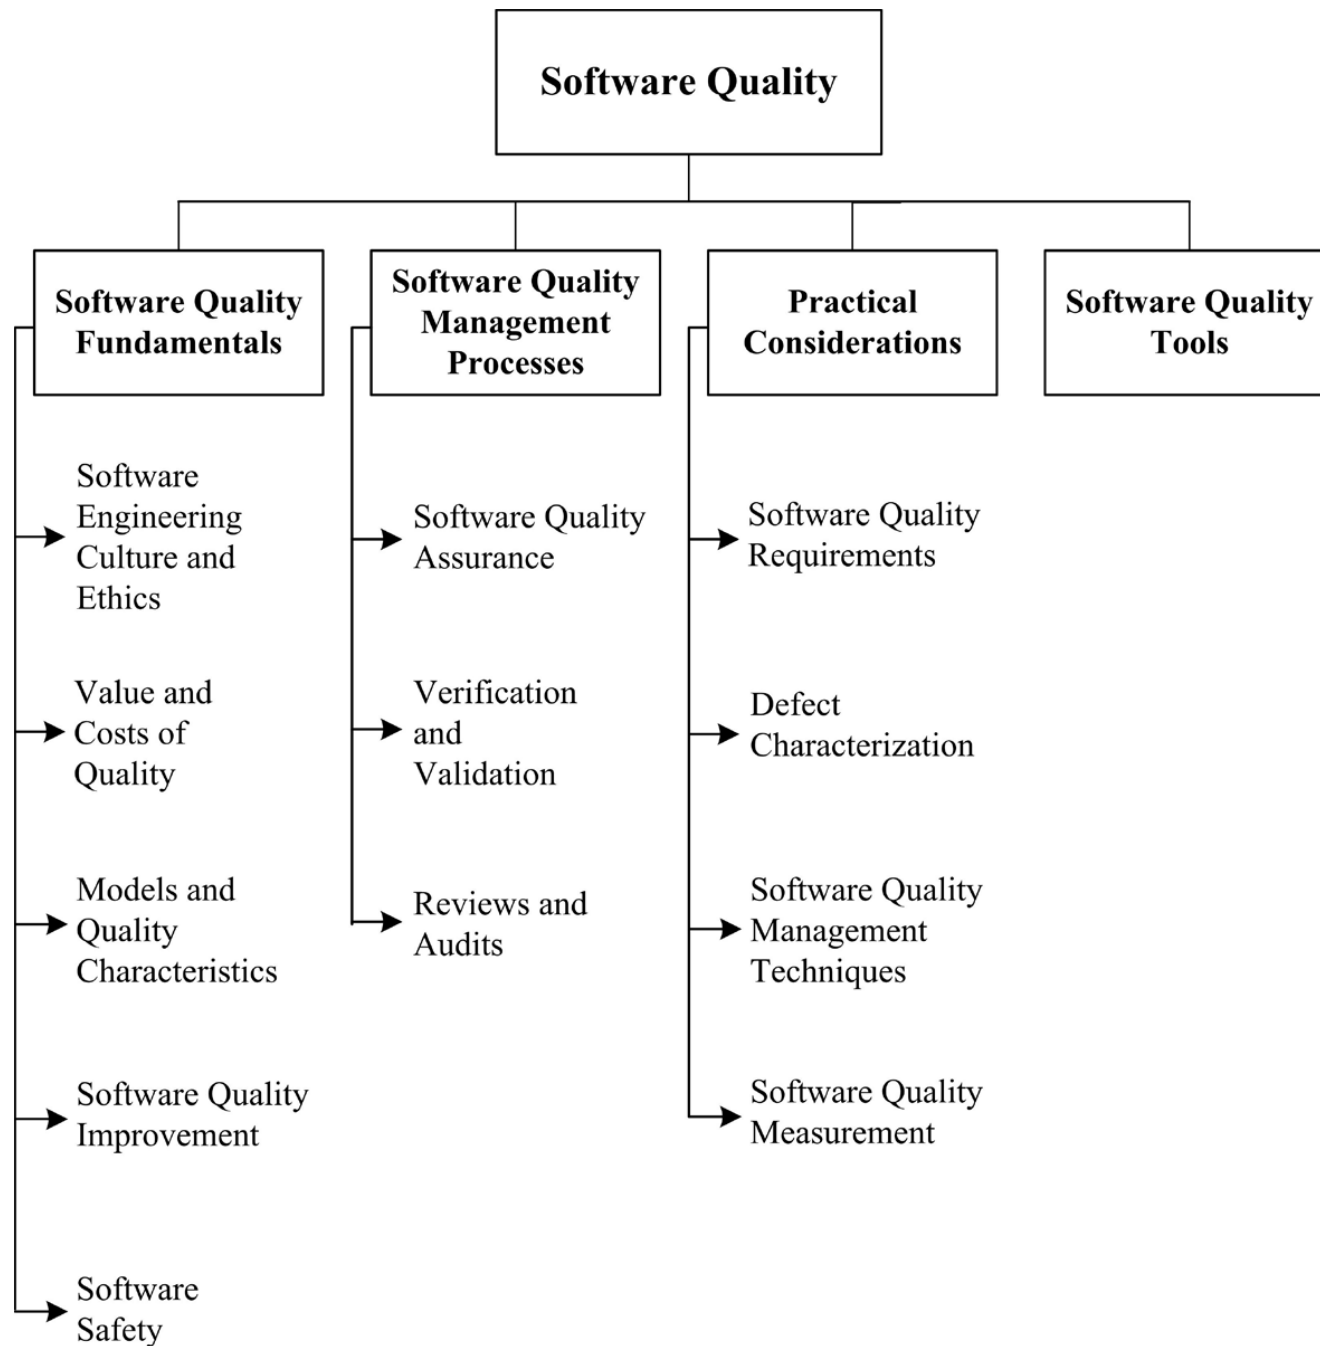 Software Quality
Software Quality
Fundamentals
Software
Engineering
Culture and
Ethics
Value and
Costs of
Quality
Models and
Quality
Characteristics
Software Quality
Improvement
Software
Safety
Software Quality
Management
Processes
Software Quality
Assurance
Verification
and
Validation
Reviews and
Audits
Practical
Considerations
Software Quality
Requirements
Defect
Characterization
Software Quality
Management
Techniques
Software Quality
Measurement
Software Quality
Tools